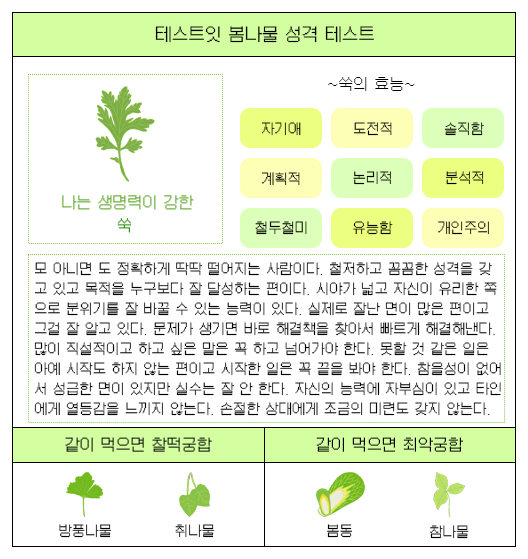 테스트잇 봄나물 성격 테스트
나는 생명력이 강한
쑥
~쑥의 효능~
자기애 도전적 솔직함
계획적 논리적 분석적
철두철미 유능함 개인주의
모 아니면 도 정확하게 딱딱 떨어지는 사람이다. 철저하고 꼼꼼한 성격을 갖
고 있고 목적을 누구보다 잘 달성하는 편이다. 시야가 넓고 자신이 유리한 쪽
으로 분위기를 잘 바꿀 수 있는 능력이 있다. 실제로 잘난 면이 많은 편이고
그걸 잘 알고 있다. 문제가 생기면 바로 해결책을 찾아서 빠르게 해결해낸다.
많이 직설적이고 하고 싶은 말은 꼭 하고 넘어가야 한다. 못할 것 같은 일은
아예 시작도 하지 않는 편이고 시작한 일은 꼭 끝을 봐야 한다. 참을성이 없어
서 성급한 면이 있지만 실수는 잘 안 한다. 자신의 능력에 자부심이 있고 타인
에게 열등감을 느끼지 않는다. 손절한 상대에게 조금의 미련도 갖지 않는다.
같이 먹으면 찰떡궁합 같이 먹으면 최악궁합
방풍나물 취나물 봄동 참나물